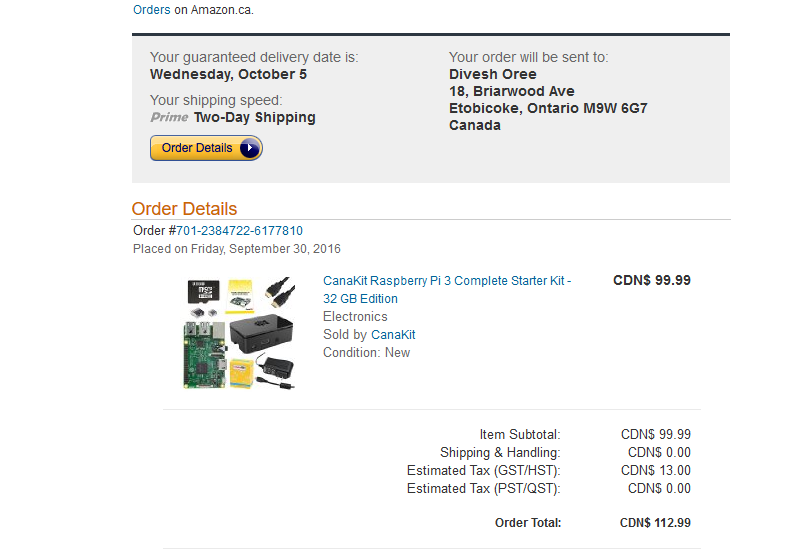 Orders on Amazon.ca.
Your guaranteed delivery date is:
Wednesday, October 5
Your shipping speed:
Prime Two-Day Shipping
Order Details
Your order will be sent to:
Divesh Oree
18, Briarwood Ave
Etobicoke, Ontario M9W 6G7
Canada
Order Details
Order #701-2384722-6177810
Placed on Friday, September 30, 2016
CanaKit Raspberry Pi 3 Complete Starter Kit -
32 GB Edition
Electronics
Sold by CanaKit
Condition: New
CDN$ 99.99
Item Subtotal: CDN$ 99.99
Shipping & Handling: CDN$ 0.00
Estimated Tax (GST/HST): CDN$ 13.00
Estimated Tax (PST/QST): CDN$ 0.00
Order Total: CDN$ 112.99